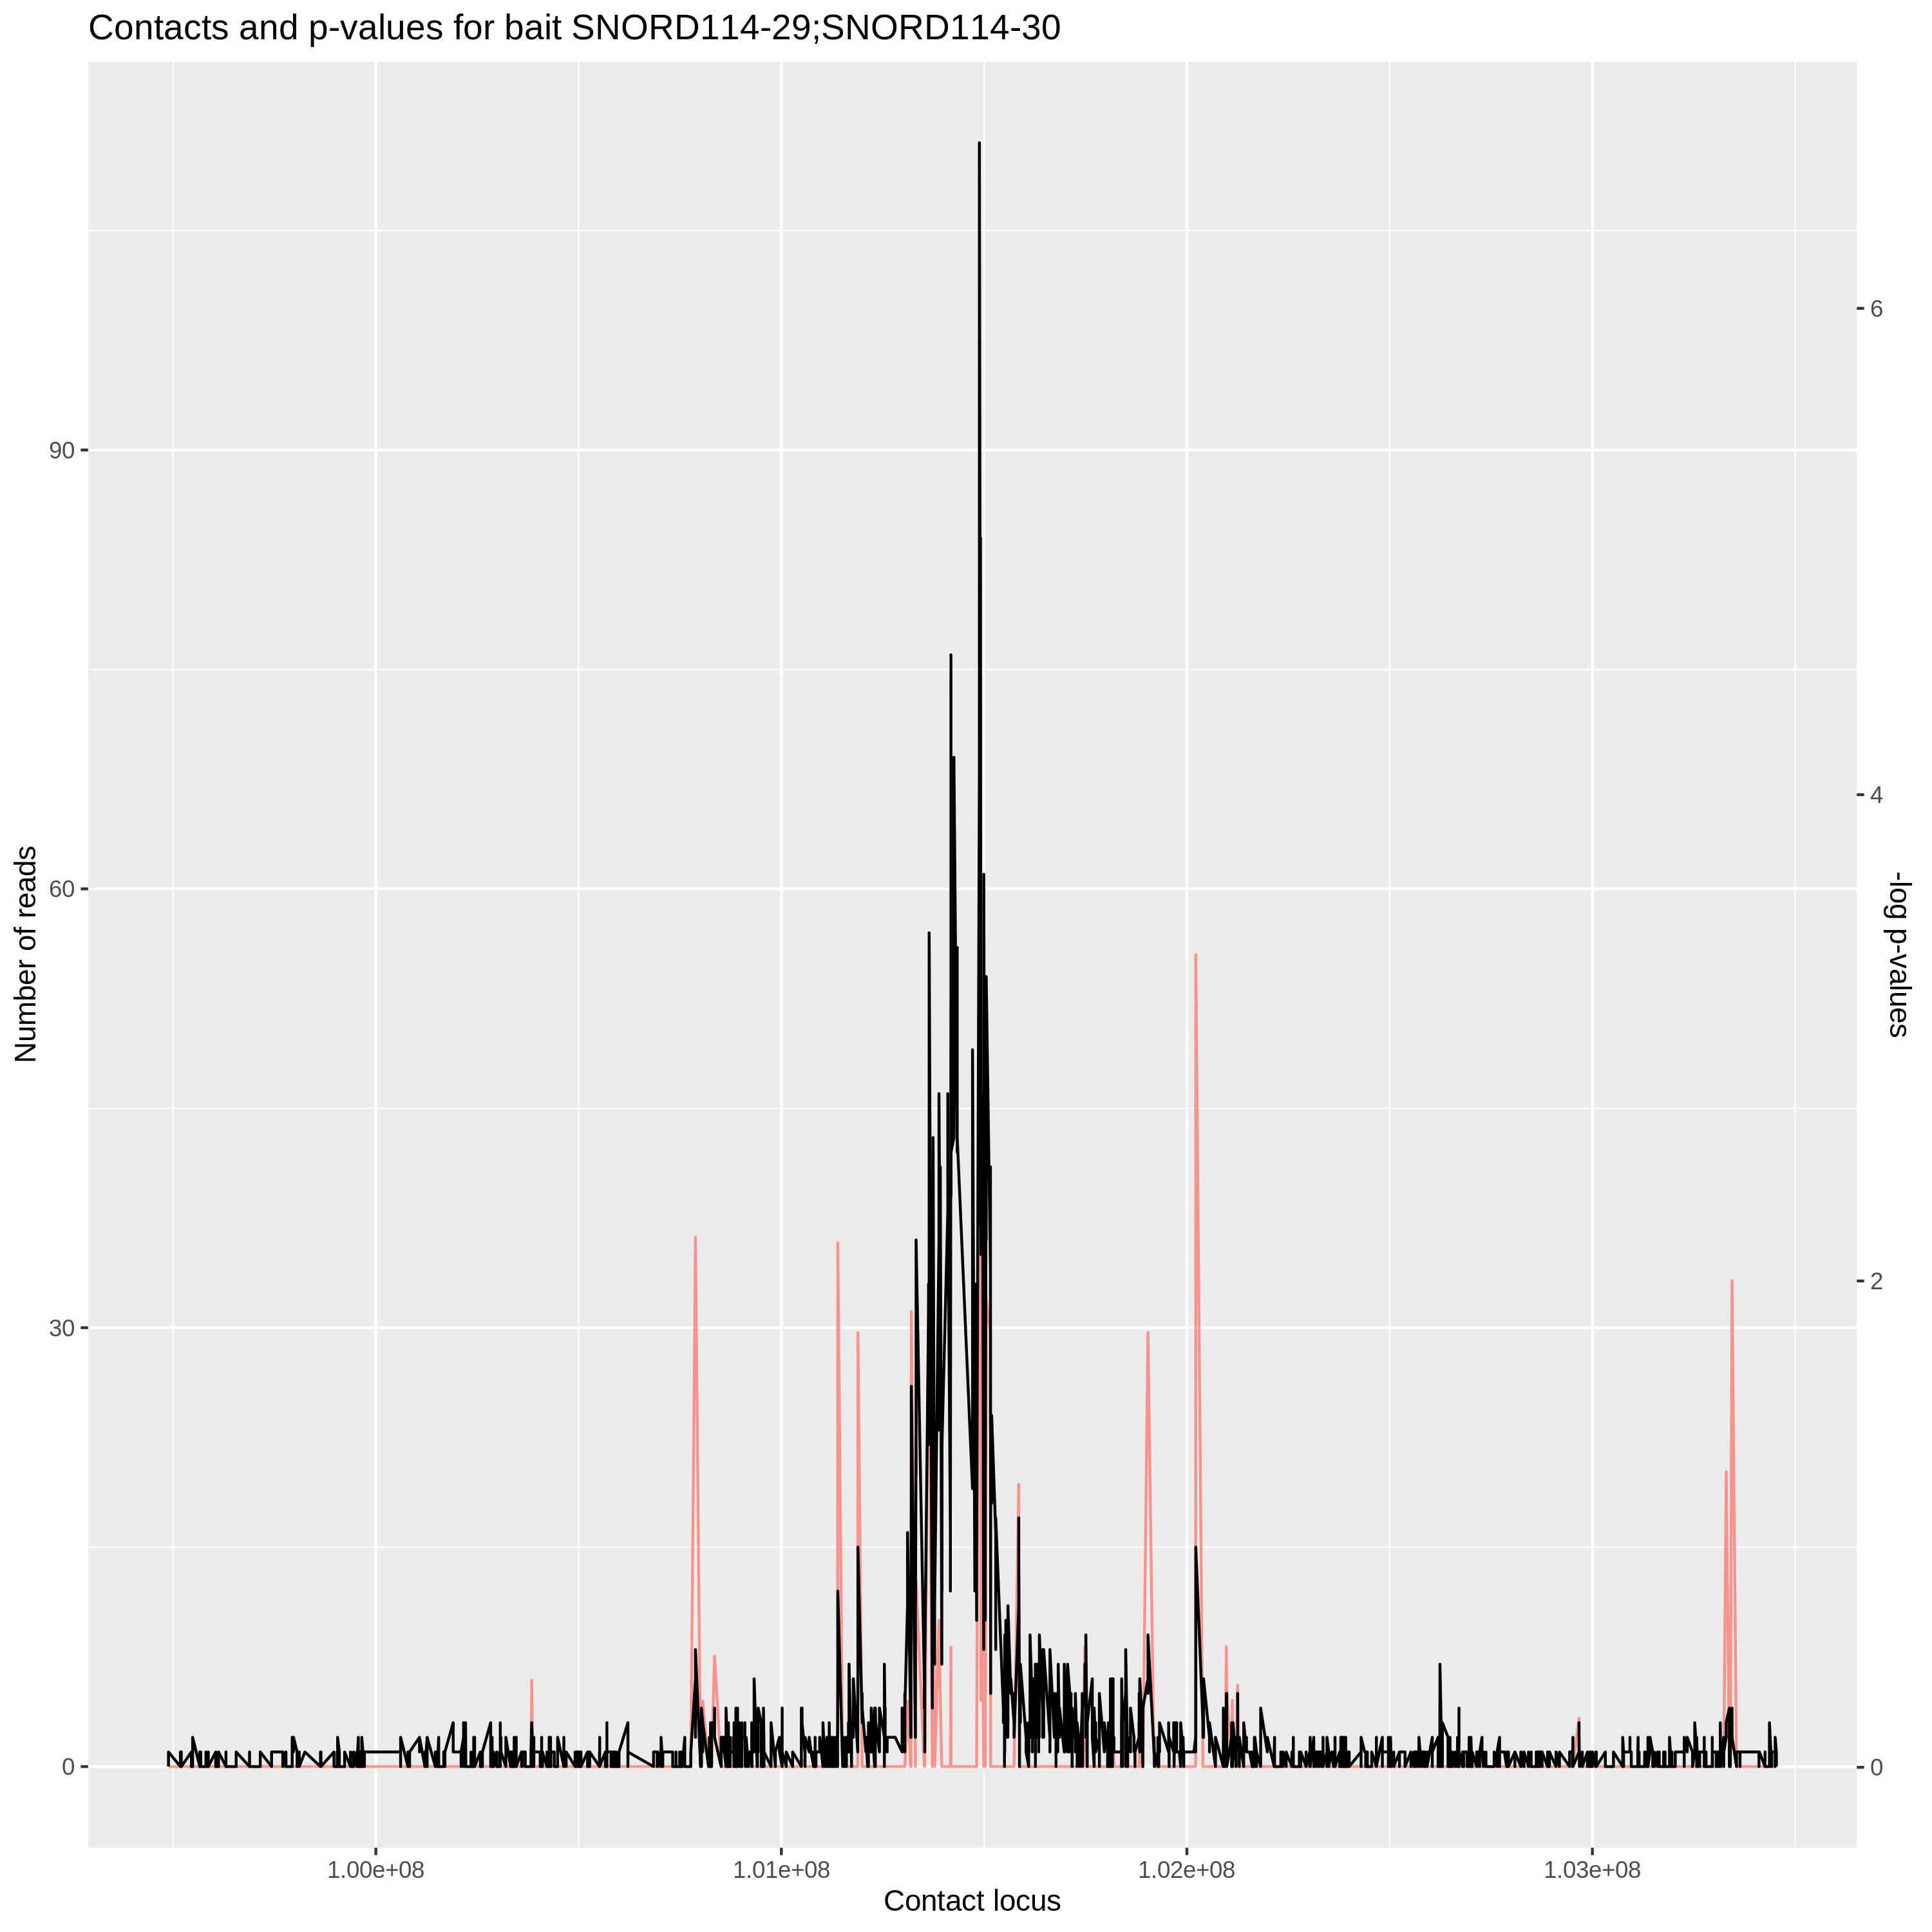 Contacts and p-values for bait SNORD114-29;SNORD114-30
Number of reads
90
60
30
0
6
4
2
0
-log p-values
1.00e+08
1.01e+08
1.02e+08
1.03e+08
Contact locus